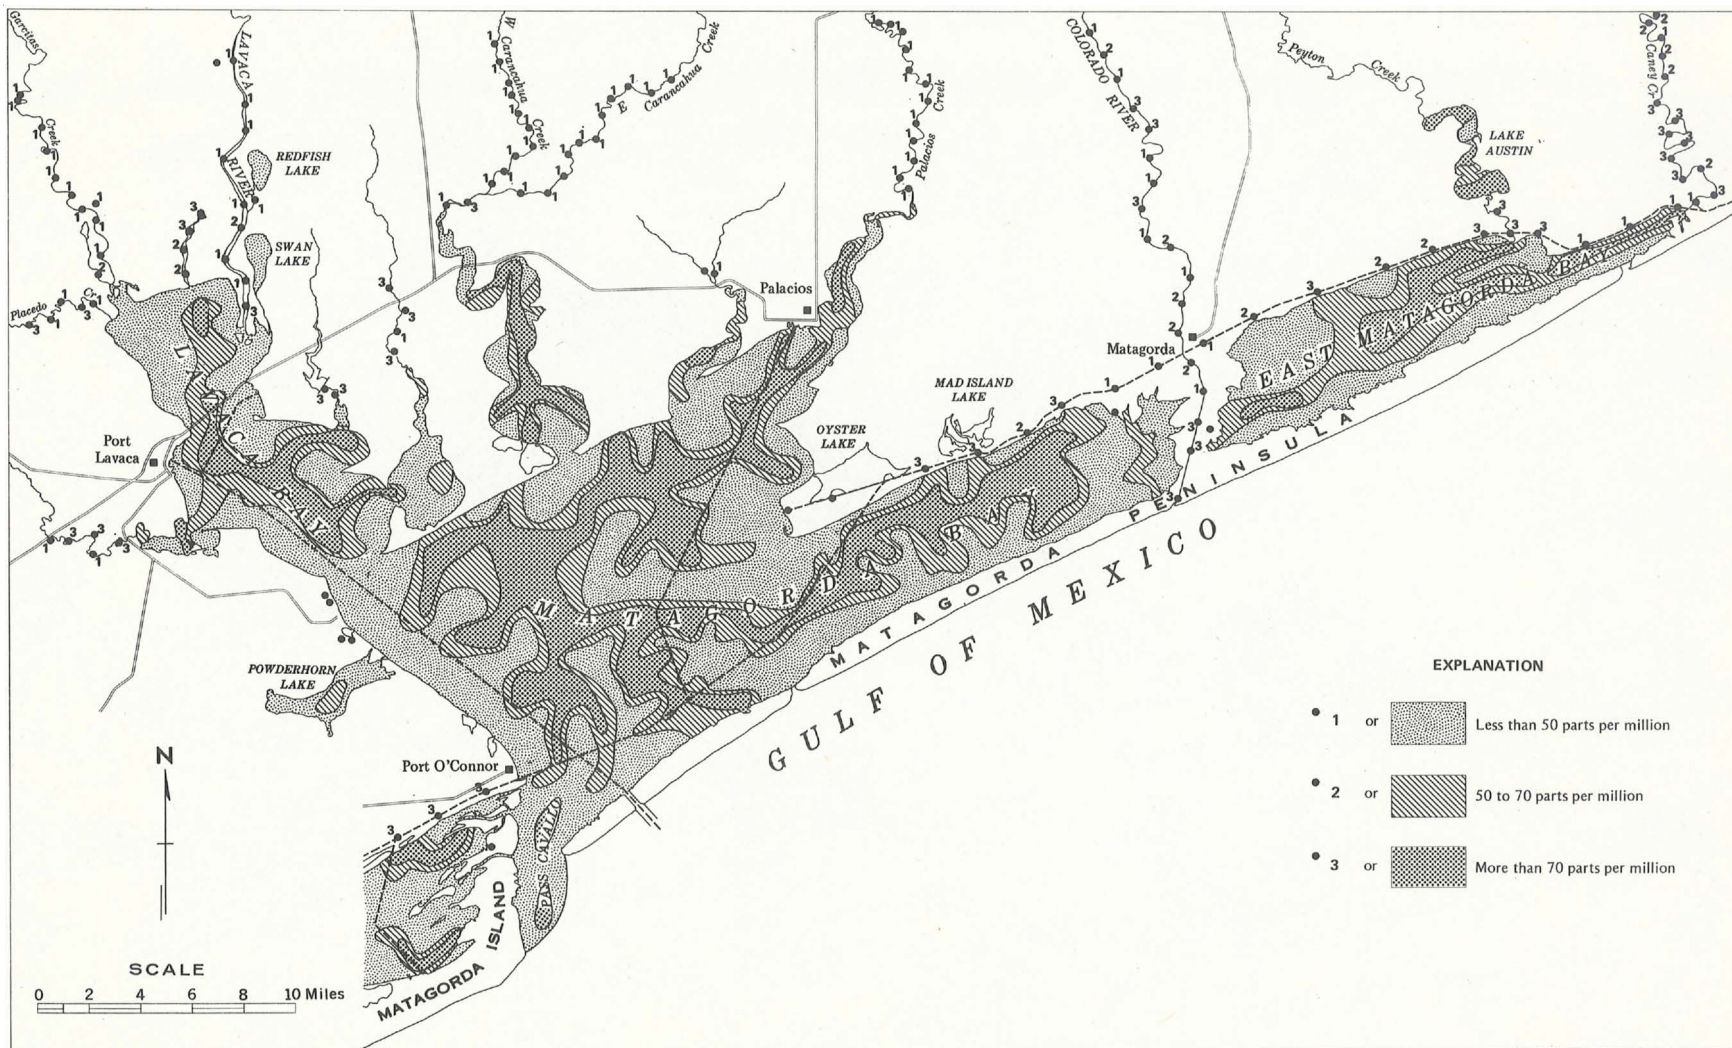 Garcitas
Creek
LAVACA
RIVER
REDFISH
LAKE
SWAN
LAKE
Placedo Cr.
W Carancahua
Creek
E Carancahua
Creek
Palacios
Creek
COLORADO
RIVER
Peyton
Creek
LAKE
AUSTIN
Caney Cr
Palacios
Matagorda
MAD ISLAND
LAKE
OYSTER
LAKE
EAST MATAGORDA BAY
Port
Lavaca
LAVACA
BAY
MATAGORDA BAY
MATAGORDA PENINSULA
GULF OF MEXICO
POWDERHORN
LAKE
Port O'Connor
PASS CAVALLO
MATAGORDA ISLAND
N
SCALE
0 2 4 6 8 10 Miles
EXPLANATION
1 or Less than 50 parts per million
2 or 50 to 70 parts per million
3 or More than 70 parts per million